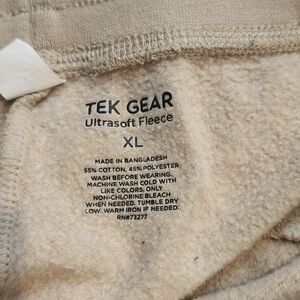 TEK GEAR
Ultrasoft Fleece
XL
MADE IN BANGLADESH
55% COTTON, 45% POLYESTER
WASH BEFORE WEARING.
MACHINE WASH COLD WITH
LIKE COLORS. ONLY
NON-CHLORINE BLEACH
WHEN NEEDED. TUMBLE DRY
LOW. WARM IRON IF NEEDED.
RN#73277